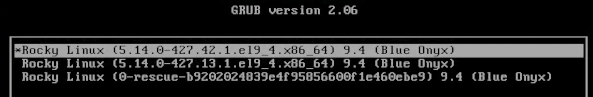 GRUB version 2.06
*Rocky Linux (5.14.0-427.42.1.el9_4.x86_64) 9.4 (Blue Onyx)
Rocky Linux (5.14.0-427.13.1.el9_4.x86_64) 9.4 (Blue Onyx)
Rocky Linux (0-rescue-b9202024839e4f95856600f1e460ebe9) 9.4 (Blue Onyx)